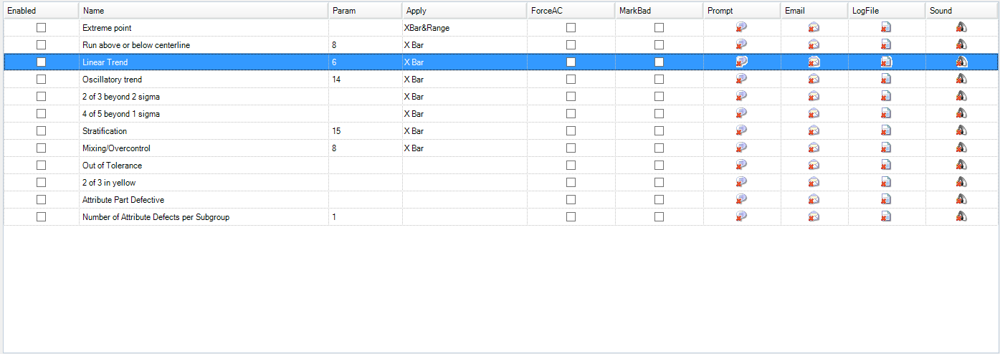 Enabled Name Param Apply ForceAC MarkBad Prompt Email LogFile Sound
Extreme point XBar&Range
Run above or below centerline 8 X Bar
Linear Trend 6 X Bar
Oscillatory trend 14 X Bar
2 of 3 beyond 2 sigma X Bar
4 of 5 beyond 1 sigma X Bar
Stratification 15 X Bar
Mixing/Overcontrol 8 X Bar
Out of Tolerance
2 of 3 in yellow
Attribute Part Defective
Number of Attribute Defects per Subgroup 1